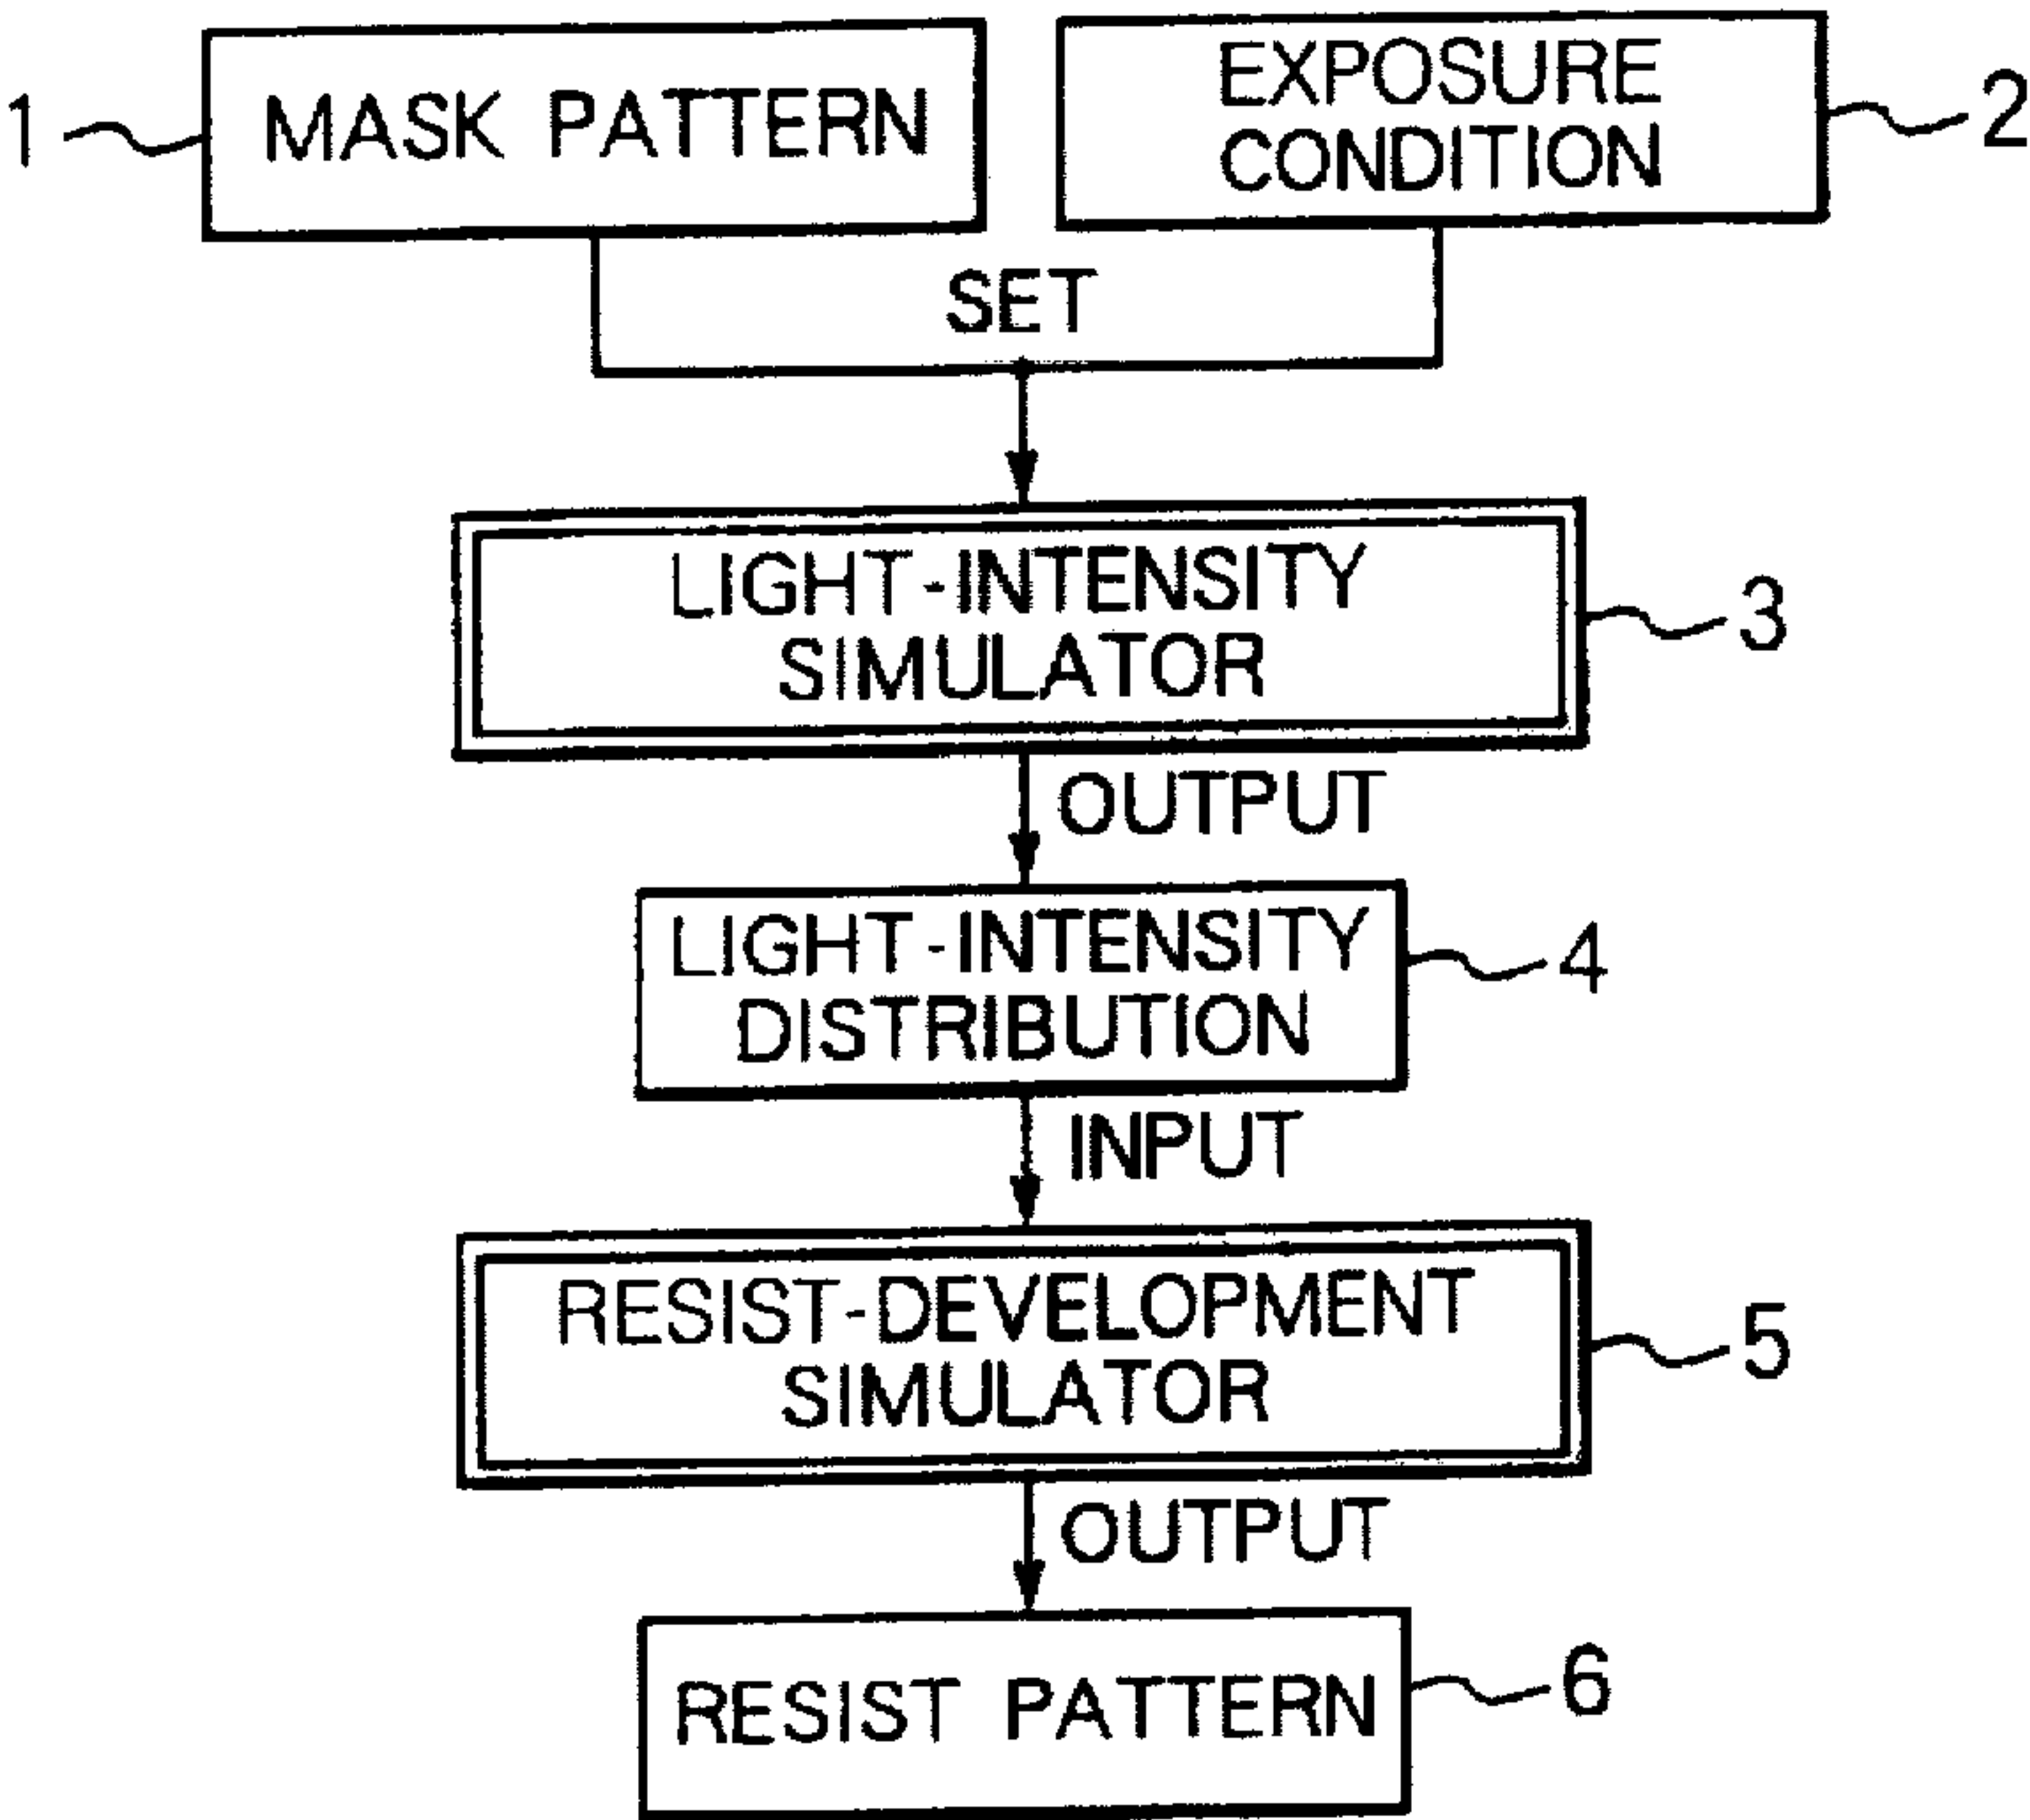 1
MASK PATTERN
EXPOSURE
CONDITION
2
SET
LIGHT-INTENSITY
SIMULATOR
3
OUTPUT
LIGHT-INTENSITY
DISTRIBUTION
4
INPUT
RESIST-DEVELOPMENT
SIMULATOR
5
OUTPUT
RESIST PATTERN
6